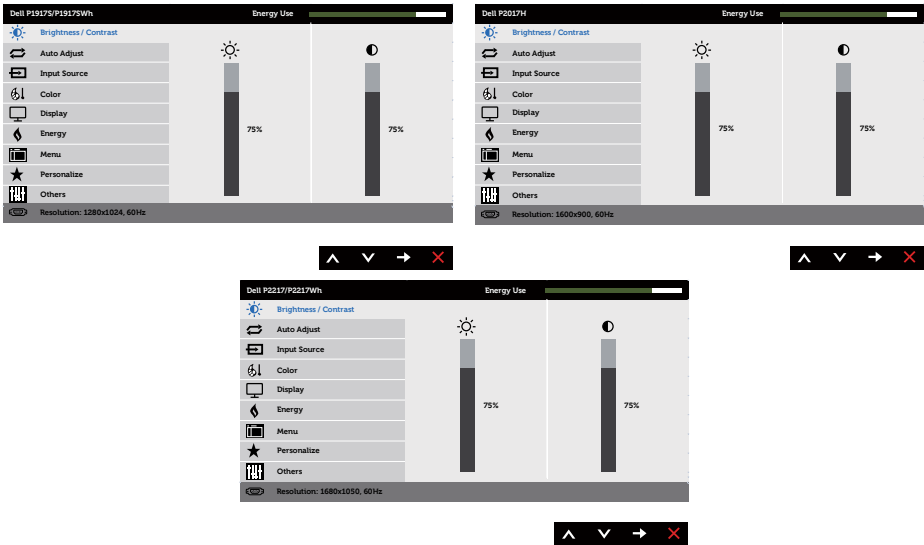 Dell P1917S/P1917SWh Energy Use
Brightness / Contrast
Auto Adjust
Input Source
Color
Display
Energy
Menu
Personalize
Others
75% 75%
Resolution: 1280x1024, 60Hz
Dell P2017H Energy Use
Brightness / Contrast
Auto Adjust
Input Source
Color
Display
Energy
Menu
Personalize
Others
75% 75%
Resolution: 1600x900, 60Hz
Dell P2217/P2217Wh Energy Use
Brightness / Contrast
Auto Adjust
Input Source
Color
Display
Energy
Menu
Personalize
Others
75% 75%
Resolution: 1680x1050, 60Hz